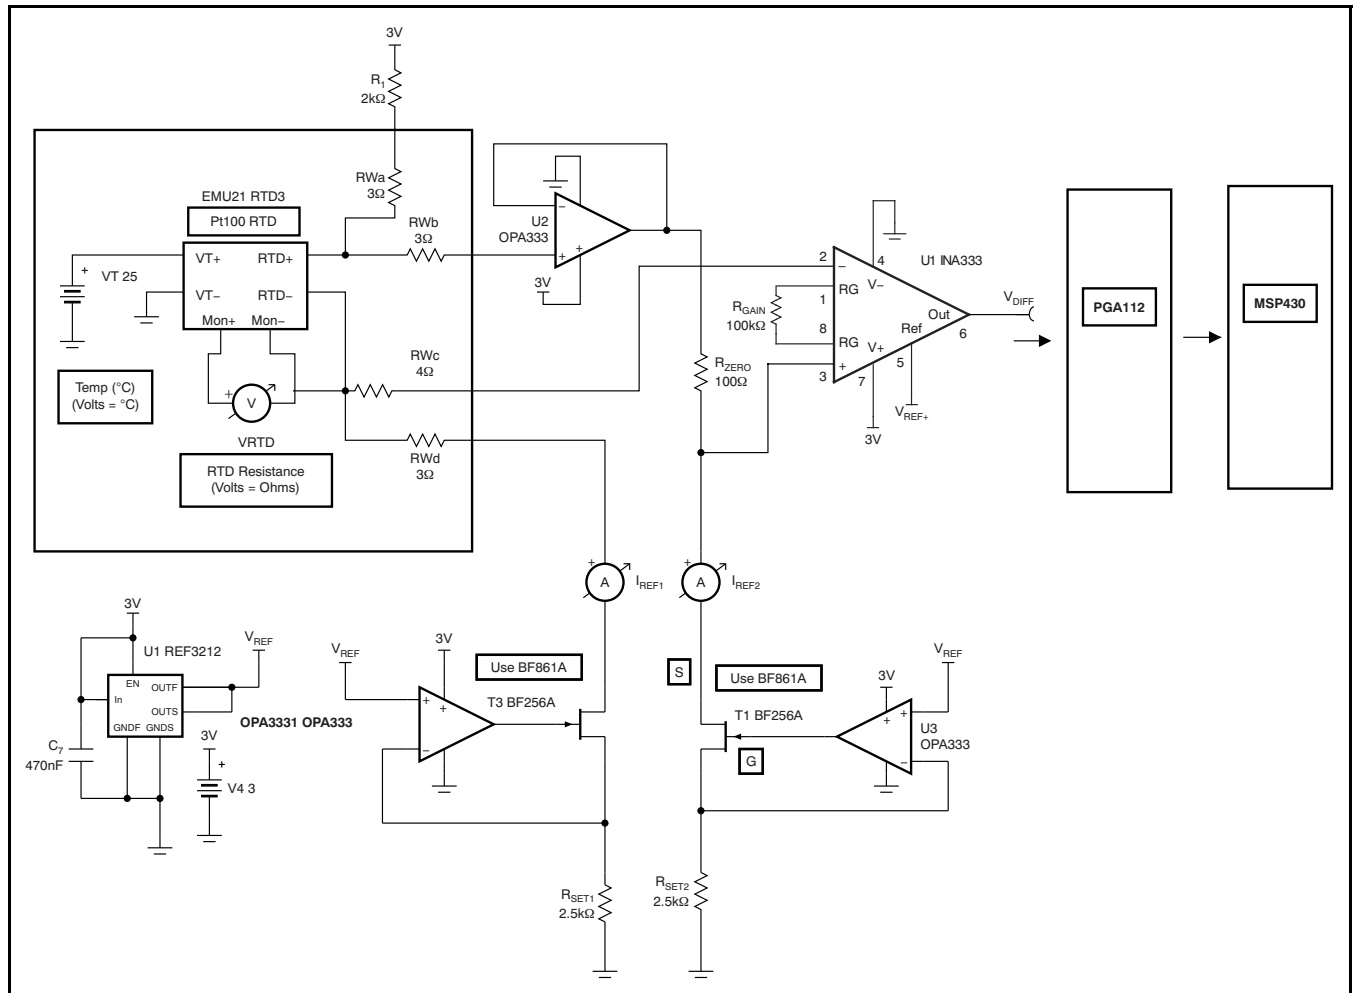 3V
R1
2kΩ
RWa
3Ω
EMU21 RTD3
Pt100 RTD
RWb
3Ω
VT+
RTD+
VT−
RTD−
Mon+
Mon−
+
VT 25
Temp (°C)
(Volts = °C)
+
V
VRTD
RTD Resistance
(Volts = Ohms)
RWc
4Ω
RWd
3Ω
U2
OPA333
−
+
+
3V
RZERO
100Ω
RGAIN
100kΩ
2
−
RG
1
8
RG
+
3
4
V−
U1 INA333
Out
6
Ref
5
V+
7
3V
VREF+
VDIFF
PGA112
MSP430
+
A
IREF1
+
A
IREF2
3V
U1 REF3212
VREF
EN
In
OUTF
OUTS
GNDF
GNDS
C7
470nF
OPA3331 OPA333
3V
+
V4 3
VREF
3V
+
+
−
Use BF861A
T3 BF256A
RSET1
2.5kΩ
S
Use BF861A
T1 BF256A
G
3V
VREF
+
+
−
U3
OPA333
RSET2
2.5kΩ